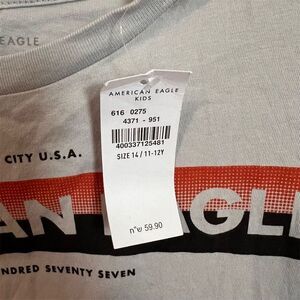 EAGLE
AMERICAN EAGLE
KIDS
616 0275
4371 - 951
400337125481
SIZE 14 / 11-12Y
59.90 ש"ח
CITY U.S.A.
AN EAGL
NDRED SEVENTY SEVEN